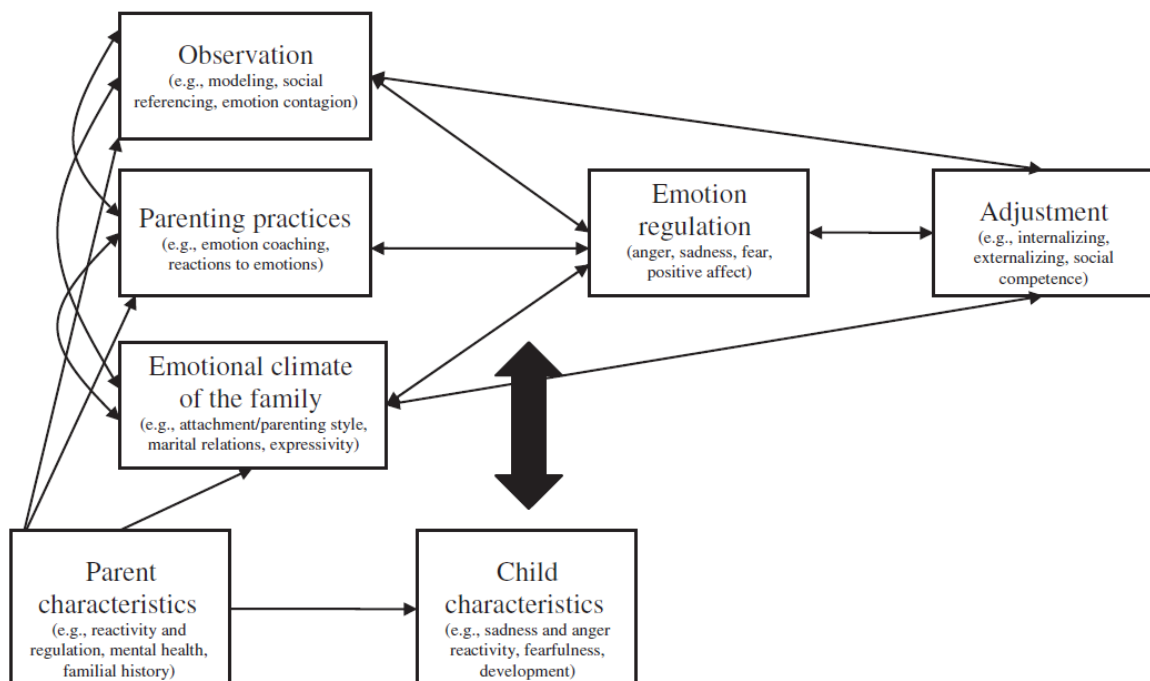 Observation
(e.g., modeling, social
referencing, emotion contagion)
Parenting practices
(e.g., emotion coaching,
reactions to emotions)
Emotion
regulation
(anger, sadness, fear,
positive affect)
Adjustment
(e.g., internalizing,
externalizing, social
competence)
Emotional climate
of the family
(e.g., attachment/parenting style,
marital relations, expressivity)
Parent
characteristics
(e.g., reactivity and
regulation, mental health,
familial history)
Child
characteristics
(e.g., sadness and anger
reactivity, fearfulness,
development)